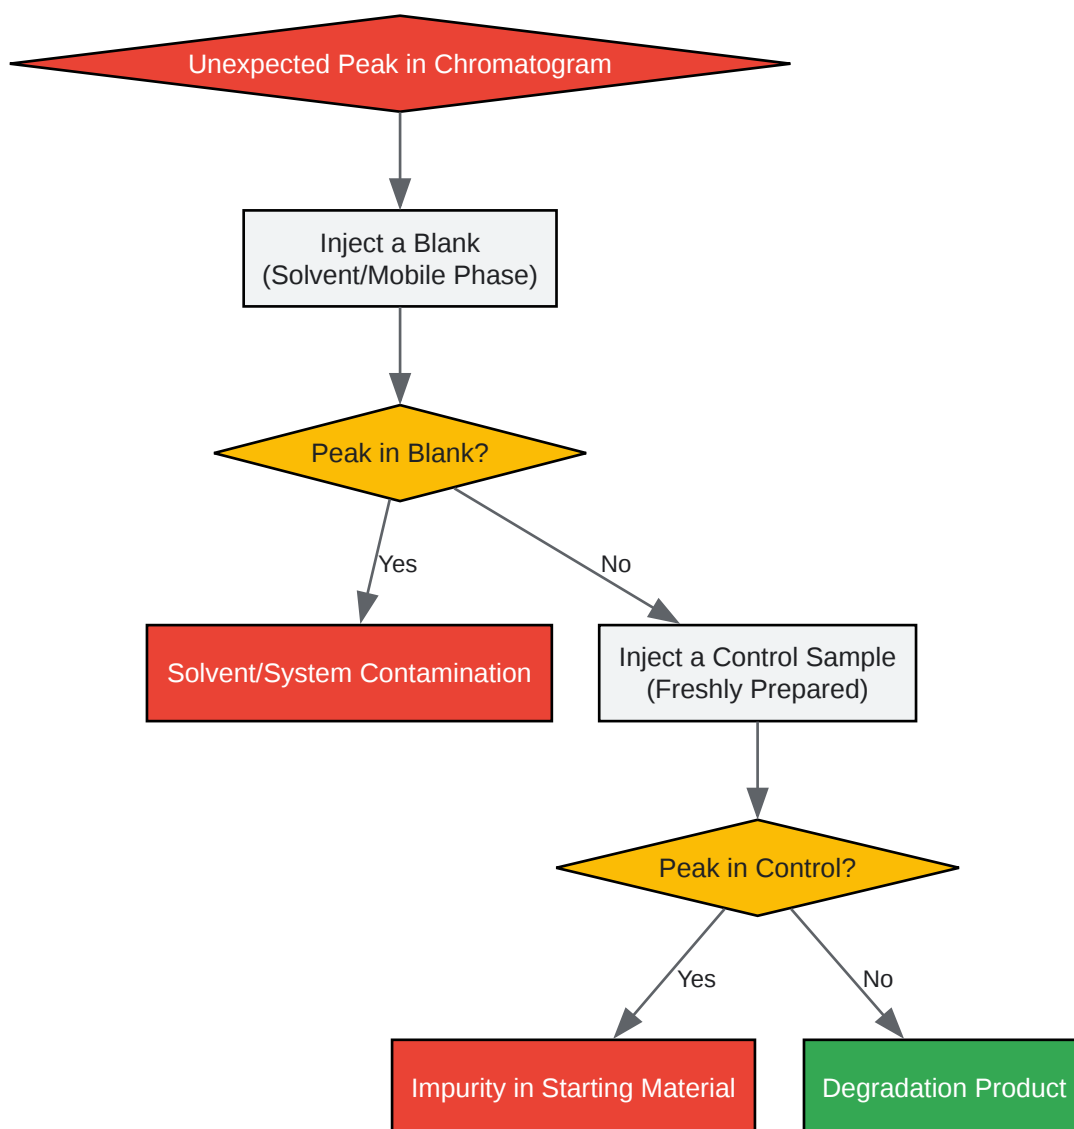 Unexpected Peak in Chromatogram
Inject a Blank
(Solvent/Mobile Phase)
Peak in Blank?
Yes
No
Solvent/System Contamination
Inject a Control Sample
(Freshly Prepared)
Peak in Control?
Yes
No
Impurity in Starting Material
Degradation Product